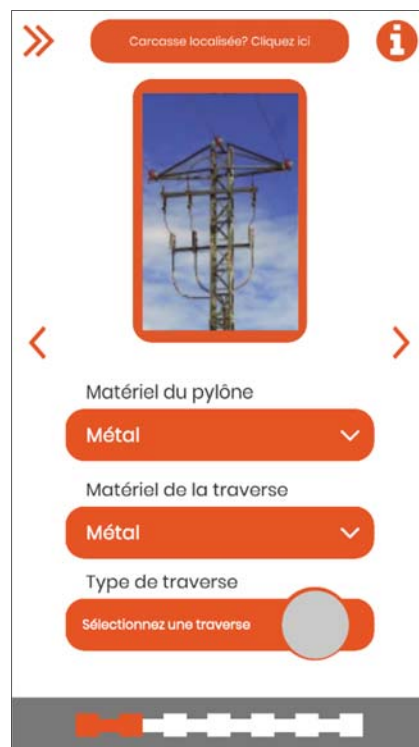 Carcasse localisée? Cliquez ici
Matériel du pylône
Métal
Matériel de la traverse
Métal
Type de traverse
Sélectionnez une traverse